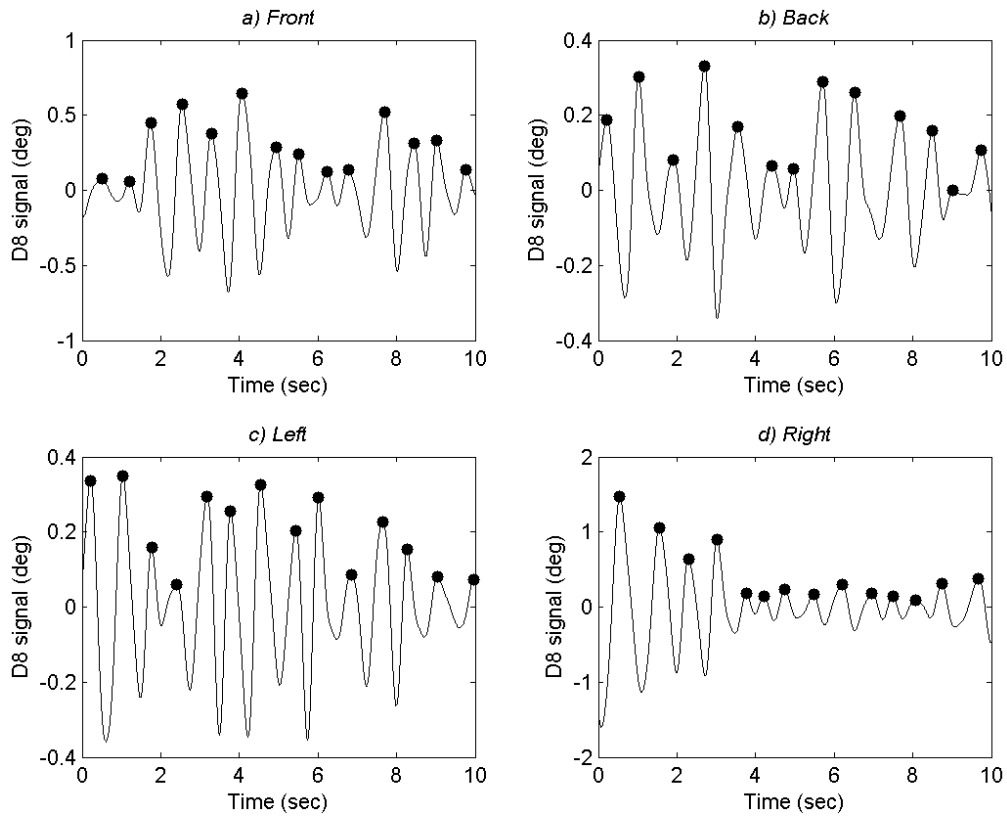 a) Front
1
0.5
0
-0.5
-1
D8 signal (deg)
0 2 4 6 8 10
Time (sec)
b) Back
0.4
0.2
0
-0.2
-0.4
D8 signal (deg)
0 2 4 6 8 10
Time (sec)
c) Left
0.4
0.2
0
-0.2
-0.4
D8 signal (deg)
0 2 4 6 8 10
Time (sec)
d) Right
2
1
0
-1
-2
D8 signal (deg)
0 2 4 6 8 10
Time (sec)